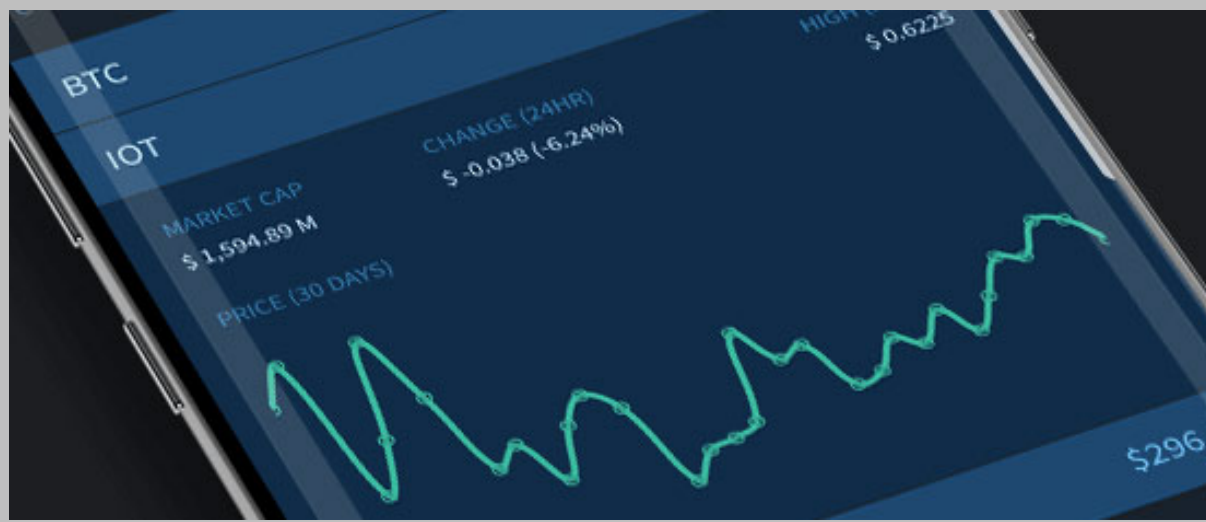 BTC
IOT
HIGH
$ 0,6225
CHANGE (24HR)
$ -0,038 (-6.24%)
MARKET CAP
$ 1,594.89 M
PRICE (30 DAYS)
$296